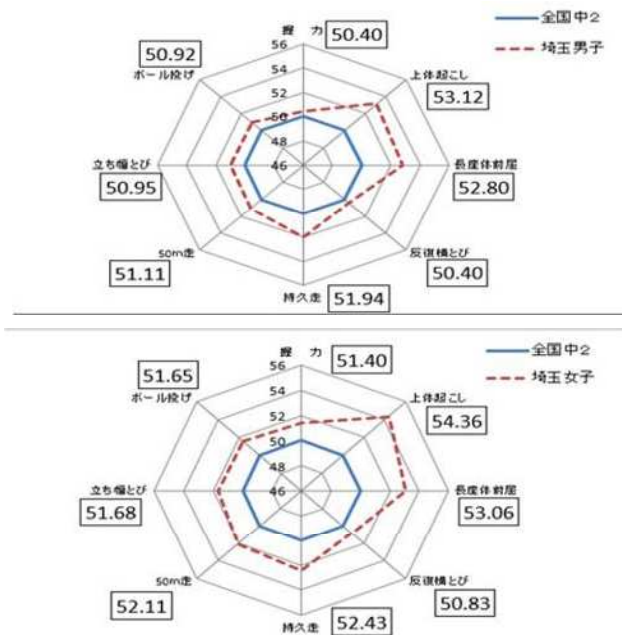 握 力
50.40
全国中2
埼玉男子
50.92
ボール投げ
上体起こし
53.12
56
54
52
50
48
46
立ち幅とび
50.95
長座体前屈
52.80
50m走
51.11
反復横とび
50.40
持久走
51.94
握 力
51.40
全国中2
埼玉女子
51.65
ボール投げ
上体起こし
54.36
56
54
52
50
48
46
立ち幅とび
51.68
長座体前屈
53.06
50m走
52.11
反復横とび
50.83
持久走
52.43